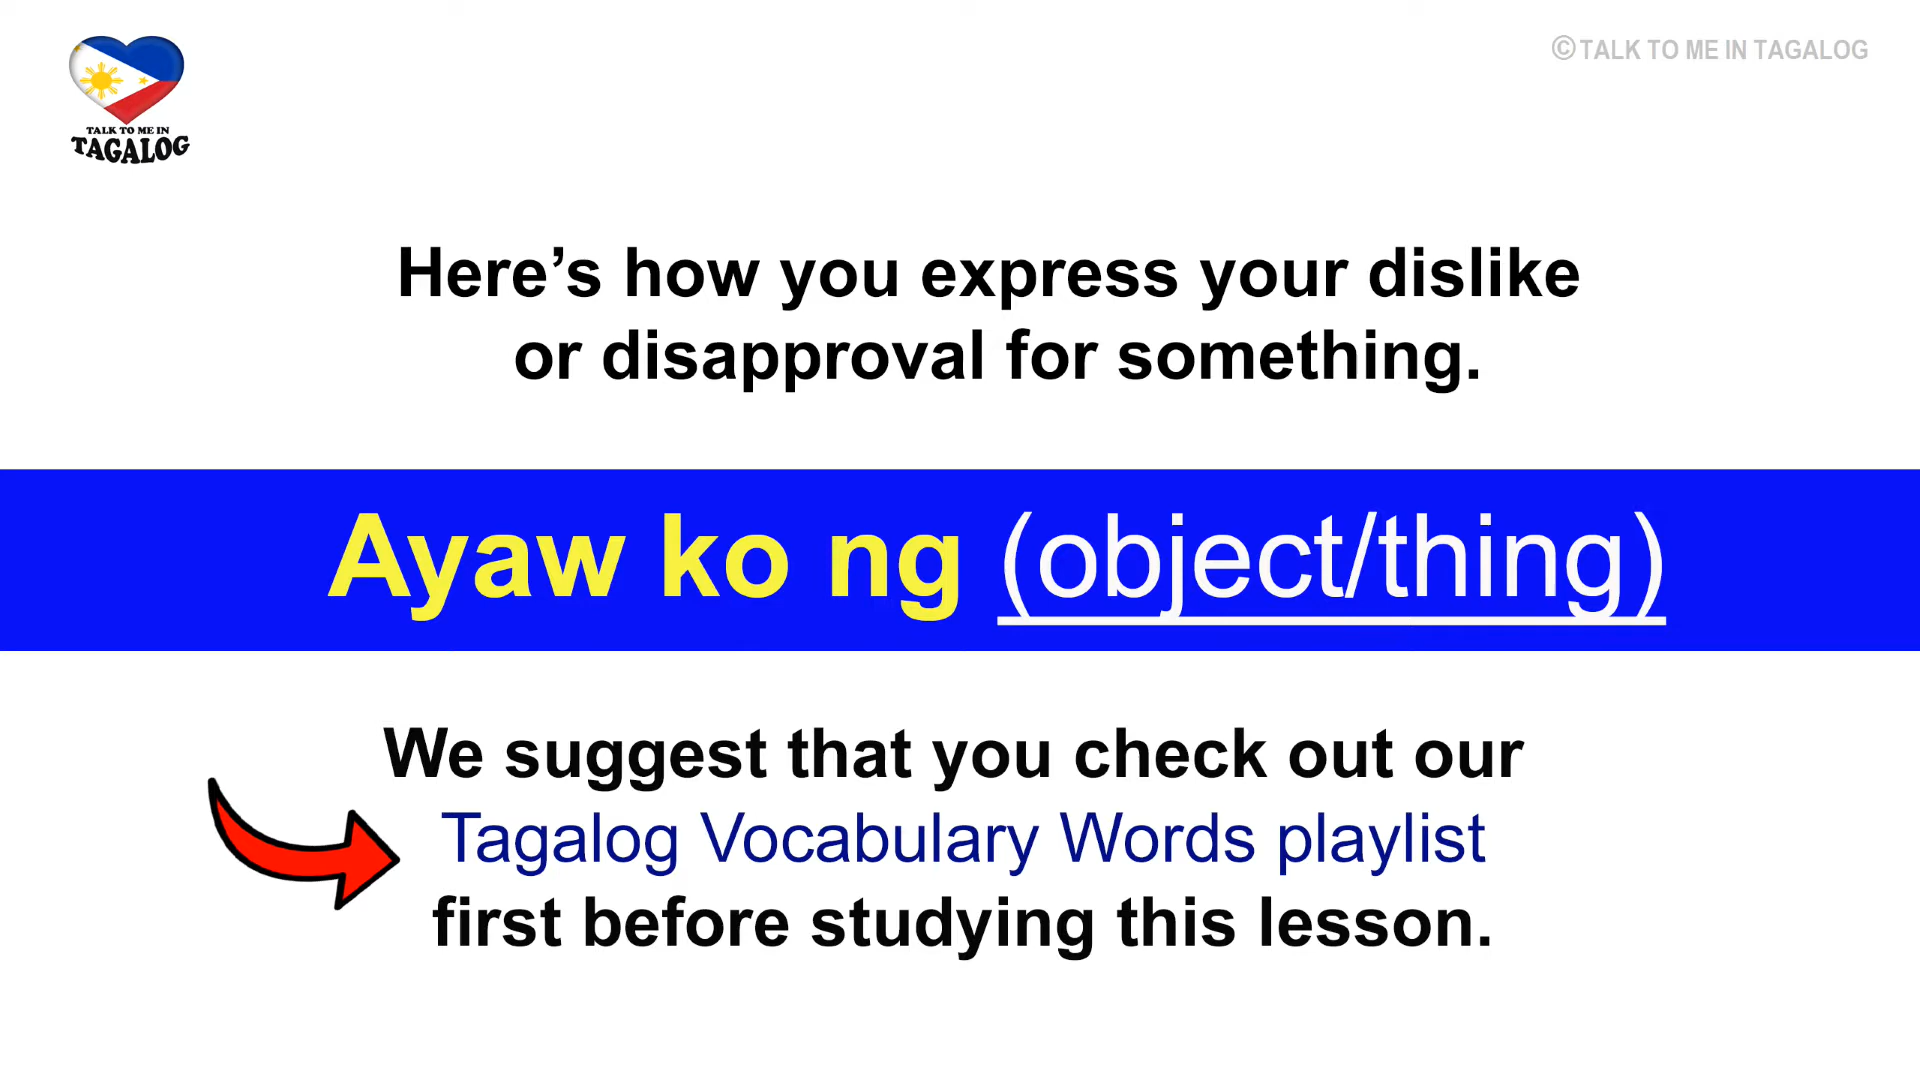 TALK TO ME IN
TAGALOG
©TALK TO ME IN TAGALOG
Here’s how you express your dislike
or disapproval for something.
Ayaw ko ng (object/thing)
We suggest that you check out our
Tagalog Vocabulary Words playlist
first before studying this lesson.